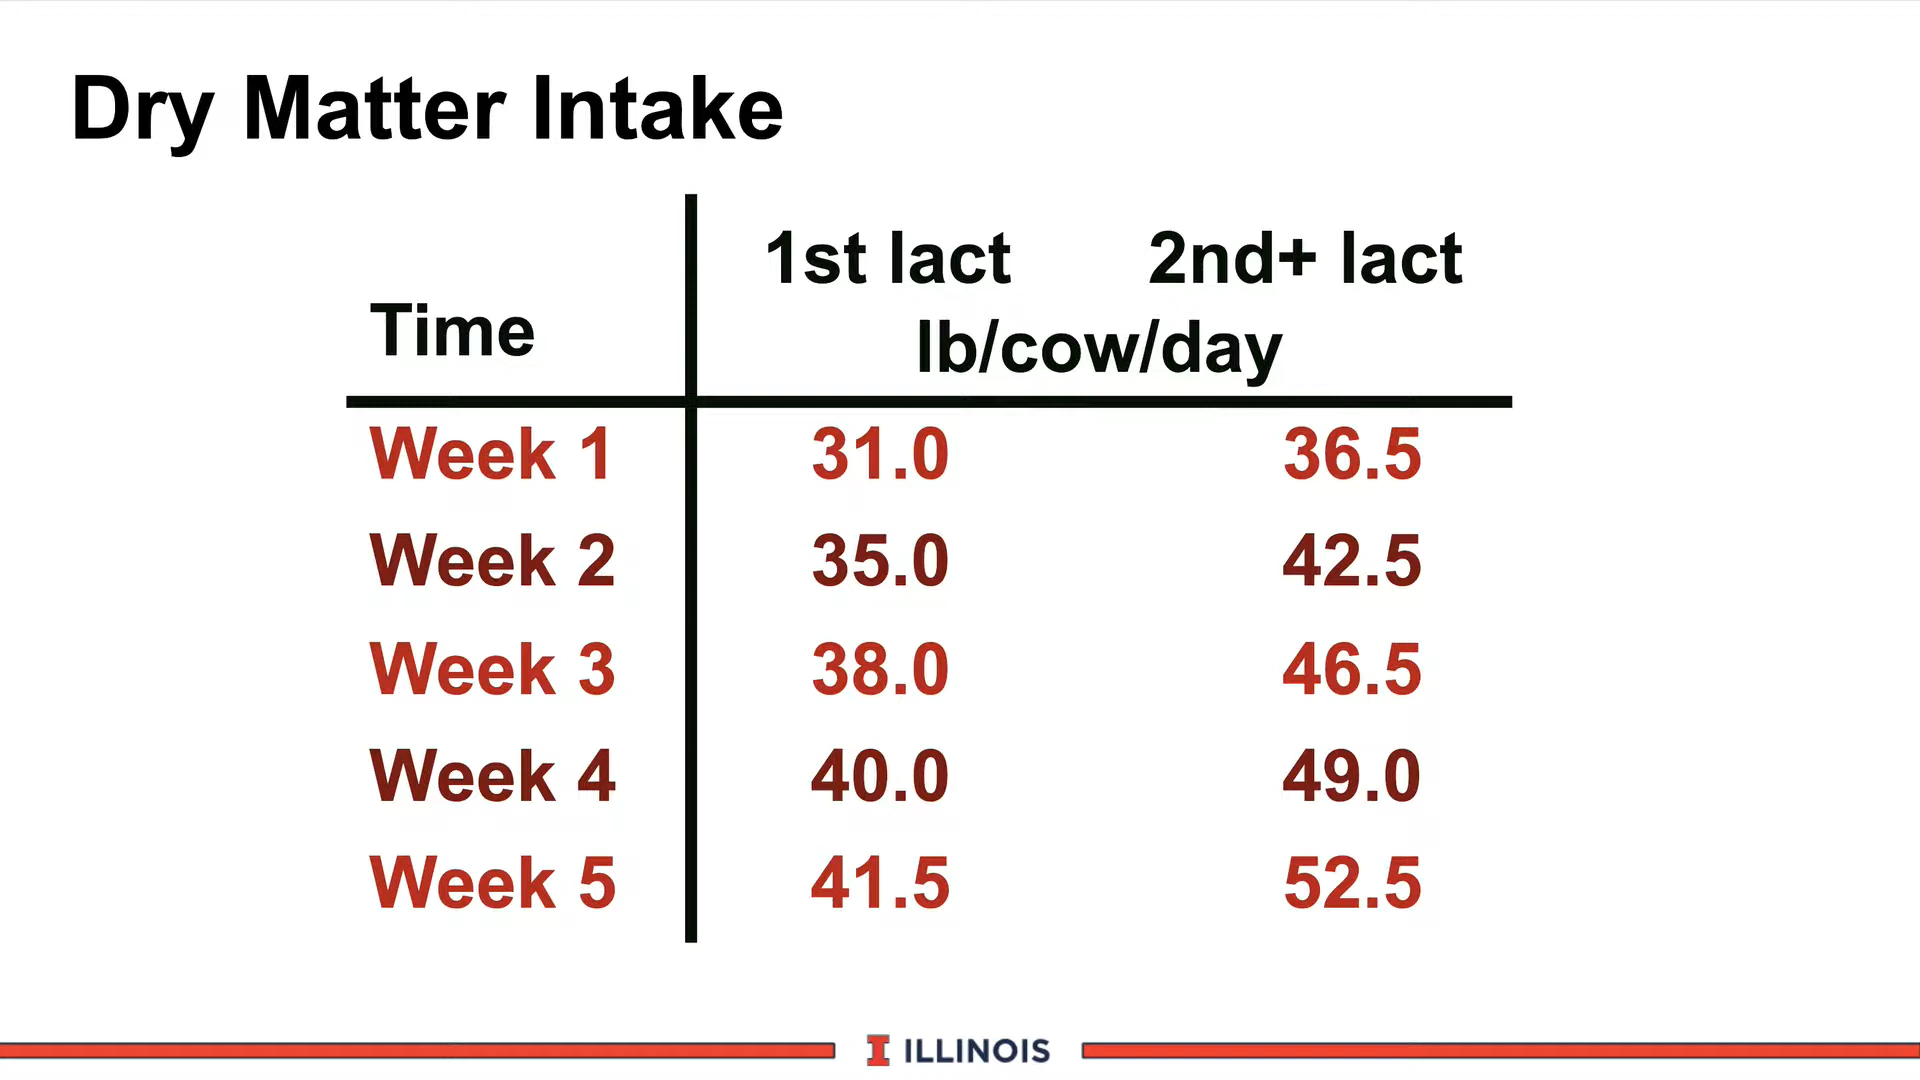 Dry Matter Intake
1st lact 2nd+ lact
Time lb/cow/day
Week 1 31.0 36.5
Week 2 35.0 42.5
Week 3 38.0 46.5
Week 4 40.0 49.0
Week 5 41.5 52.5
I ILLINOIS